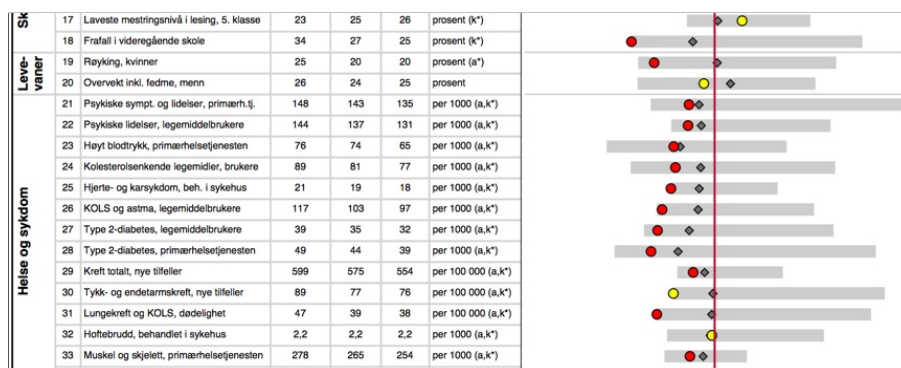 Sk
17 Laveste mestringsnivå i lesing, 5. klasse 23 25 26 prosent (k*)
18 Frafall i videregående skole 34 27 25 prosent (k*)
Leve-
vaner
19 Røyking, kvinner 25 20 20 prosent (a*)
20 Overvekt inkl. fedme, menn 26 24 25 prosent
Helse og sykdom
21 Psykiske sympt. og lidelser, primærh.tj. 148 143 135 per 1000 (a,k*)
22 Psykiske lidelser, legemiddelbrukere 144 137 131 per 1000 (a,k*)
23 Høyt blodtrykk, primærhelsetjenesten 76 74 65 per 1000 (a,k*)
24 Kolesterolsenkende legemidler, brukere 89 81 77 per 1000 (a,k*)
25 Hjerte- og karsykdom, beh. i sykehus 21 19 18 per 1000 (a,k*)
26 KOLS og astma, legemiddelbrukere 117 103 97 per 1000 (a,k*)
27 Type 2-diabetes, legemiddelbrukere 39 35 32 per 1000 (a,k*)
28 Type 2-diabetes, primærhelsetjenesten 49 44 39 per 1000 (a,k*)
29 Kreft totalt, nye tilfeller 599 575 554 per 100 000 (a,k*)
30 Tykk- og endetarmskreft, nye tilfeller 89 77 76 per 100 000 (a,k*)
31 Lungekreft og KOLS, dødelighet 47 39 38 per 100 000 (a,k*)
32 Hoftebrudd, behandlet i sykehus 2,2 2,2 2,2 per 1000 (a,k*)
33 Muskel og skjelett, primærhelsetjenesten 278 265 254 per 1000 (a,k*)